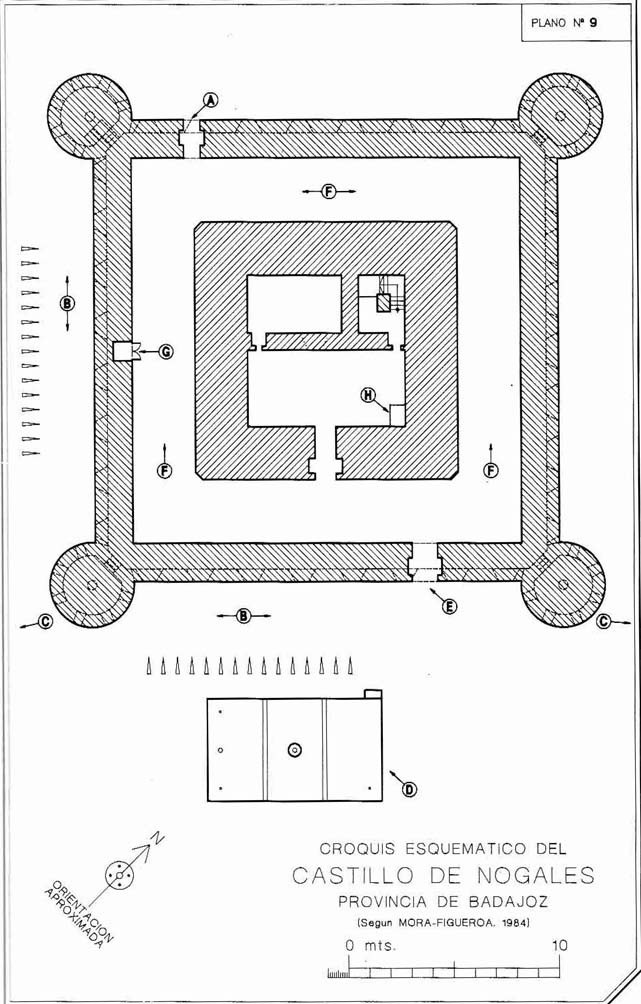 PLANO Nº 9
A
F
B
G
H
F
F
C
B
E
C
D
N
ORIENTACION
APROXIMADA
CROQUIS ESQUEMATICO DEL
CASTILLO DE NOGALES
PROVINCIA DE BADAJOZ
(Segun MORA-FIGUEROA. 1984)
0 mts. 10